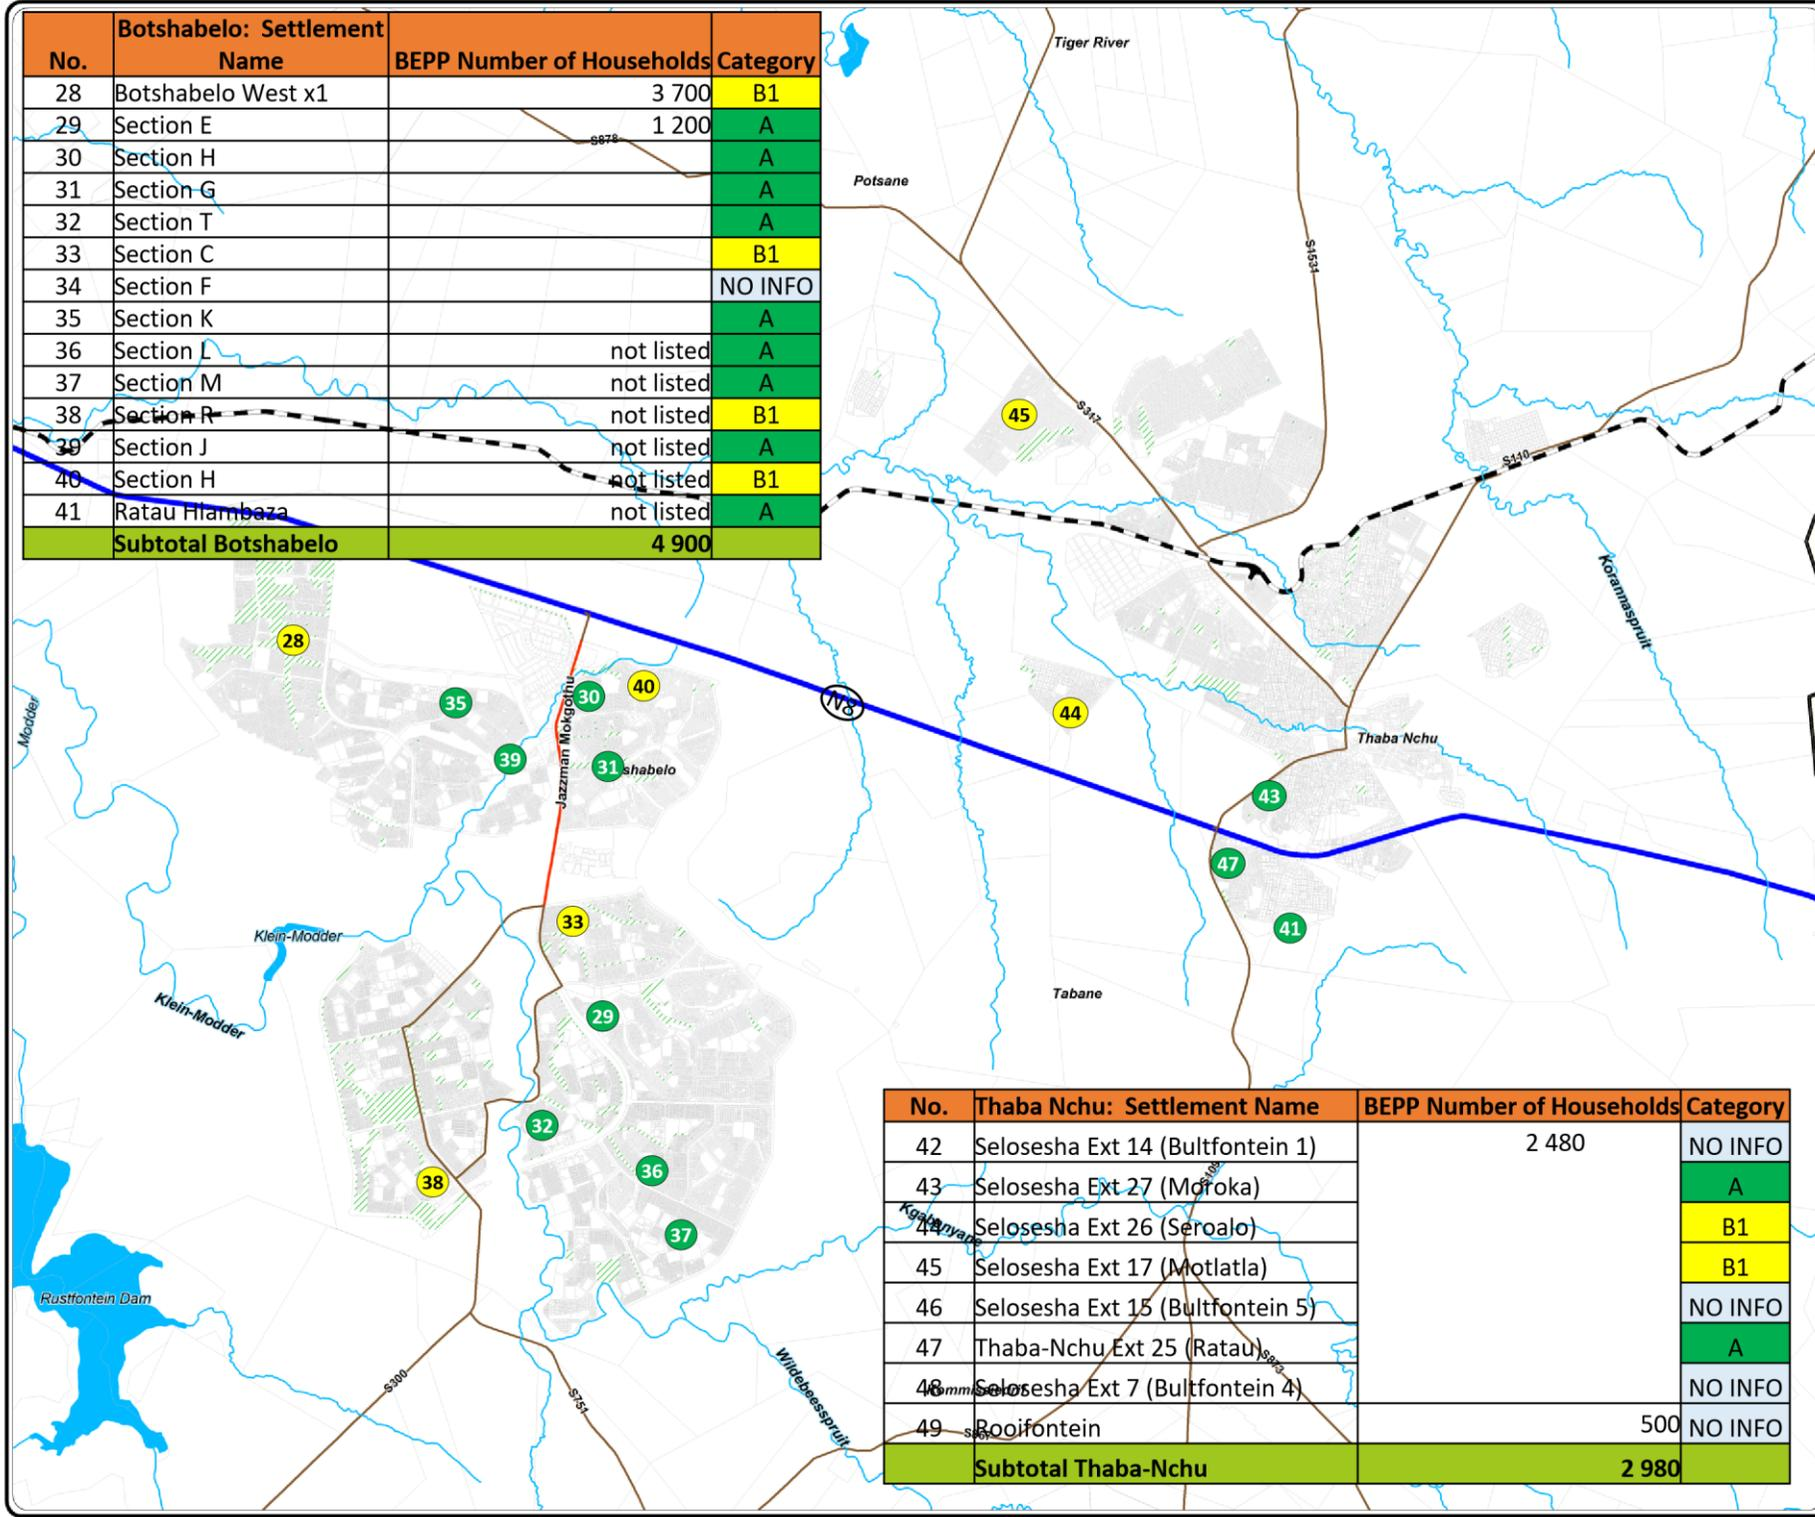 Botshabelo: Settlement
No. Name BEPP Number of Households Category
28 Botshabelo West x1 3 700 B1
29 Section E 1 200 A
30 Section H A
31 Section G A
32 Section T A
33 Section C B1
34 Section F NO INFO
35 Section K A
36 Section L not listed A
37 Section M not listed A
38 Section R not listed B1
39 Section J not listed A
40 Section H not listed B1
41 Ratau Hlambaza not listed A
Subtotal Botshabelo 4 900
Tiger River
S878
Potsane
S1531
45
S317
S110
Korannaspruit
28
Modder
35
30
40
Jazzman Mokgothu
N8
44
Thaba Nchu
39
31 shabelo
43
47
33
41
Klein-Modder
Klein-Modder
29
Tabane
32
36
38
37
Rustfontein Dam
S300
S751
Wildebeesspruit
No. Thaba Nchu: Settlement Name BEPP Number of Households Category
42 Selosesha Ext 14 (Bultfontein 1) 2 480 NO INFO
43 Selosesha Ext 27 (Moroka) A
44 Selosesha Ext 26 (Seroalo) B1
45 Selosesha Ext 17 (Motlatla) B1
46 Selosesha Ext 15 (Bultfontein 5) NO INFO
47 Thaba-Nchu Ext 25 (Ratau) A
48 Selosesha Ext 7 (Bultfontein 4) NO INFO
49 Rooifontein 500 NO INFO
Subtotal Thaba-Nchu 2 980
Kgabanyane
S873